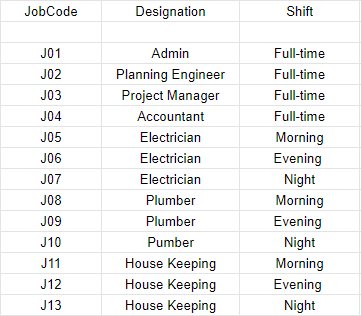 JobCode Designation Shift
J01 Admin Full-time
J02 Planning Engineer Full-time
J03 Project Manager Full-time
J04 Accountant Full-time
J05 Electrician Morning
J06 Electrician Evening
J07 Electrician Night
J08 Plumber Morning
J09 Plumber Evening
J10 Pumber Night
J11 House Keeping Morning
J12 House Keeping Evening
J13 House Keeping Night